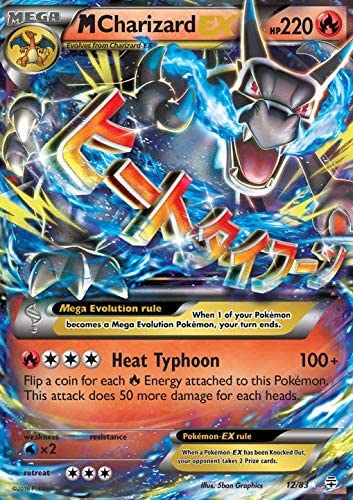 MEGA
M Charizard EX
HP220
Evolves from Charizard-EX
ヒートタイフーン
Mega Evolution rule
When 1 of your Pokémon
becomes a Mega Evolution Pokémon, your turn ends.
Heat Typhoon 100+
Flip a coin for each Energy attached to this Pokémon.
This attack does 50 more damage for each heads.
weakness
×2
resistance
retreat
Pokémon-EX rule
When a Pokémon-EX has been Knocked Out,
your opponent takes 2 Prize cards.
©2016 Pokémon
Illus. 5ban Graphics
12/83